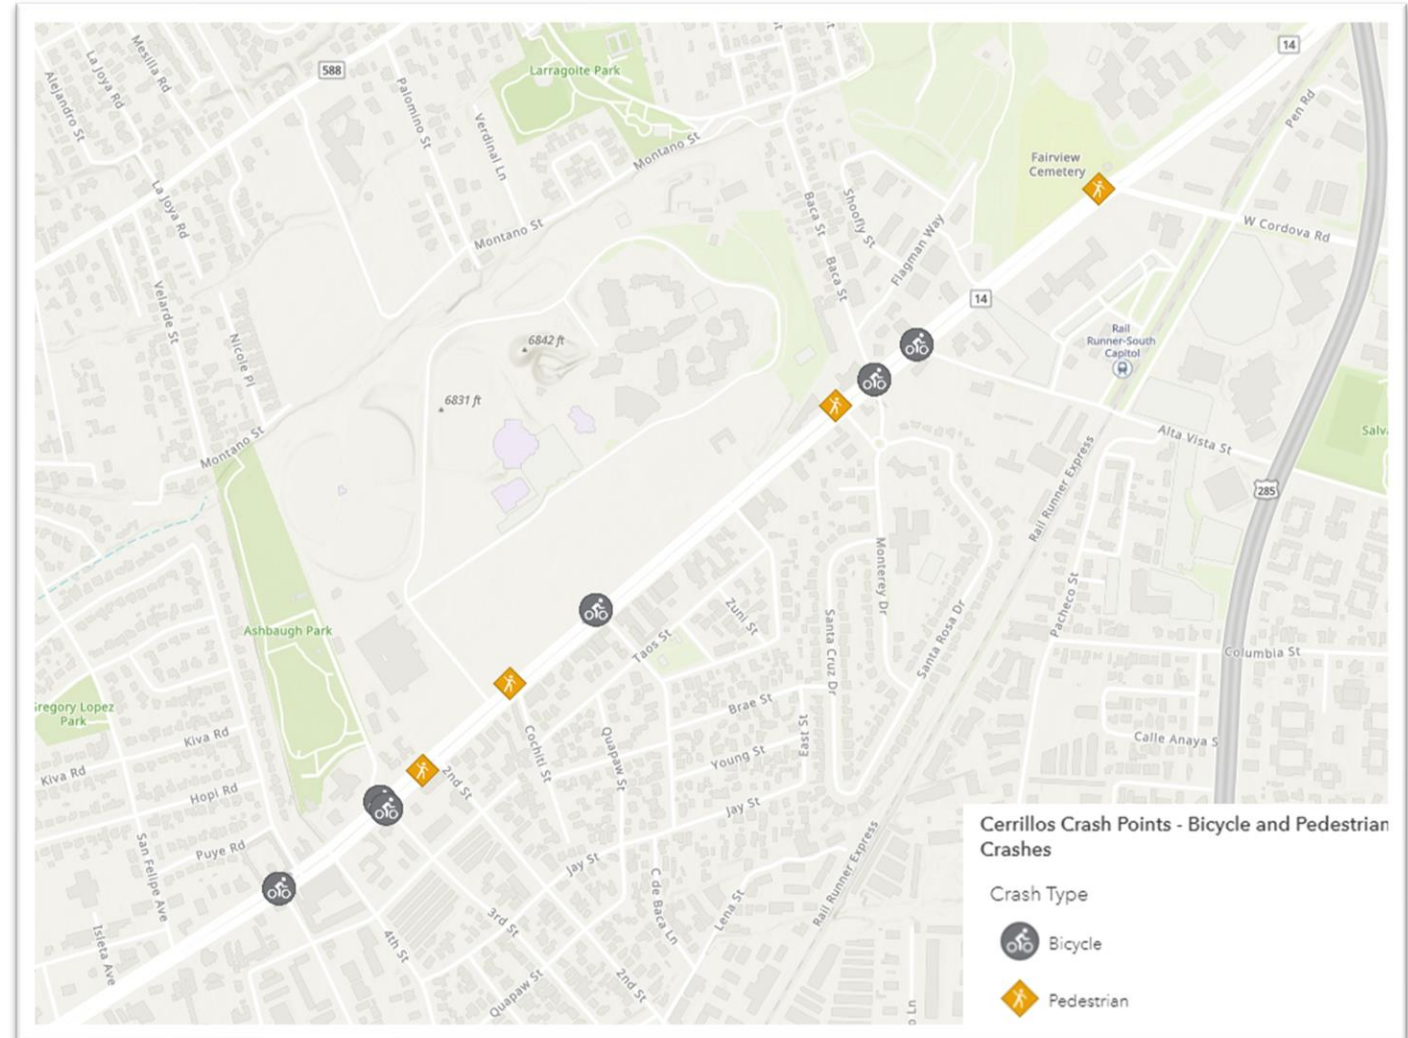 14
588
Larragoite Park
Mesilla Rd
La Joya Rd
Alejandro St
Palomino St
Verdinal Ln
Montano St
Pen Rd
Fairview
Cemetery
La Joya Rd
Baca St
Shoofly St
Flagman Way
W Cordova Rd
Montano St
Baca St
14
Velarde St
Nicole Pl
6842 ft
Rail
Runner-South
Capitol
6831 ft
Montano St
Alta Vista St
Salv
Rail Runner Express
285
Monterey Dr
Pacheco St
Zuni St
Santa Cruz Dr
Santa Rosa Dr
Ashbaugh Park
Taos St
Columbia St
Gregory Lopez
Park
Brae St
East St
Kiva Rd
Cochiti St
Quapaw St
Young St
Calle Anaya S
Kiva Rd
2nd St
Hopi Rd
Jay St
Puye Rd
San Felipe Ave
Jay St
Rail Runner Express
C de Baca Ln
Lena St
3rd St
4th St
Isleta Ave
Quapaw St
2nd St
o Ln
Cerrillos Crash Points - Bicycle and Pedestrian
Crashes
Crash Type
Bicycle
Pedestrian